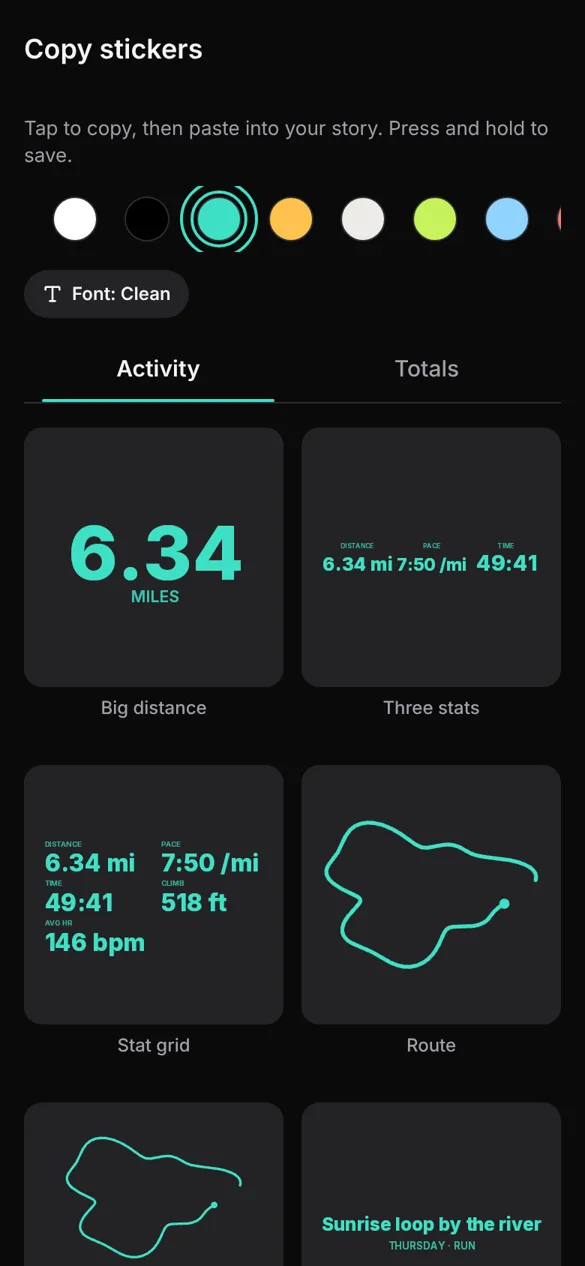 Copy stickers
Tap to copy, then paste into your story. Press and hold to
save.
Font: Clean
Activity
Totals
6.34
MILES
Big distance
DISTANCE
PACE
TIME
6.34 mi
7:50 /mi
49:41
Three stats
DISTANCE
PACE
6.34 mi
7:50 /mi
TIME
CLIMB
49:41
518 ft
AVG HR
146 bpm
Stat grid
Route
Sunrise loop by the river
THURSDAY · RUN